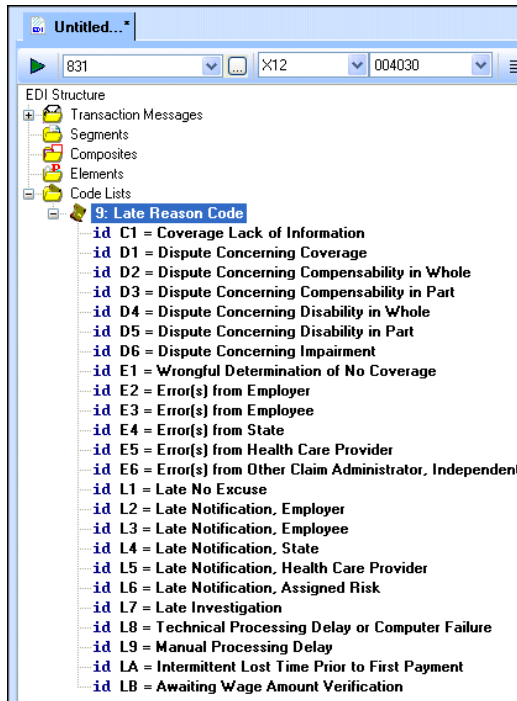 Untitled...*
831 ... X12 004030
EDI Structure
Transaction Messages
Segments
Composites
Elements
Code Lists
9: Late Reason Code
id C1 = Coverage Lack of Information
id D1 = Dispute Concerning Coverage
id D2 = Dispute Concerning Compensability in Whole
id D3 = Dispute Concerning Compensability in Part
id D4 = Dispute Concerning Disability in Whole
id D5 = Dispute Concerning Disability in Part
id D6 = Dispute Concerning Impairment
id E1 = Wrongful Determination of No Coverage
id E2 = Error(s) from Employer
id E3 = Error(s) from Employee
id E4 = Error(s) from State
id E5 = Error(s) from Health Care Provider
id E6 = Error(s) from Other Claim Administrator, Independent
id L1 = Late No Excuse
id L2 = Late Notification, Employer
id L3 = Late Notification, Employee
id L4 = Late Notification, State
id L5 = Late Notification, Health Care Provider
id L6 = Late Notification, Assigned Risk
id L7 = Late Investigation
id L8 = Technical Processing Delay or Computer Failure
id L9 = Manual Processing Delay
id LA = Intermittent Lost Time Prior to First Payment
id LB = Awaiting Wage Amount Verification